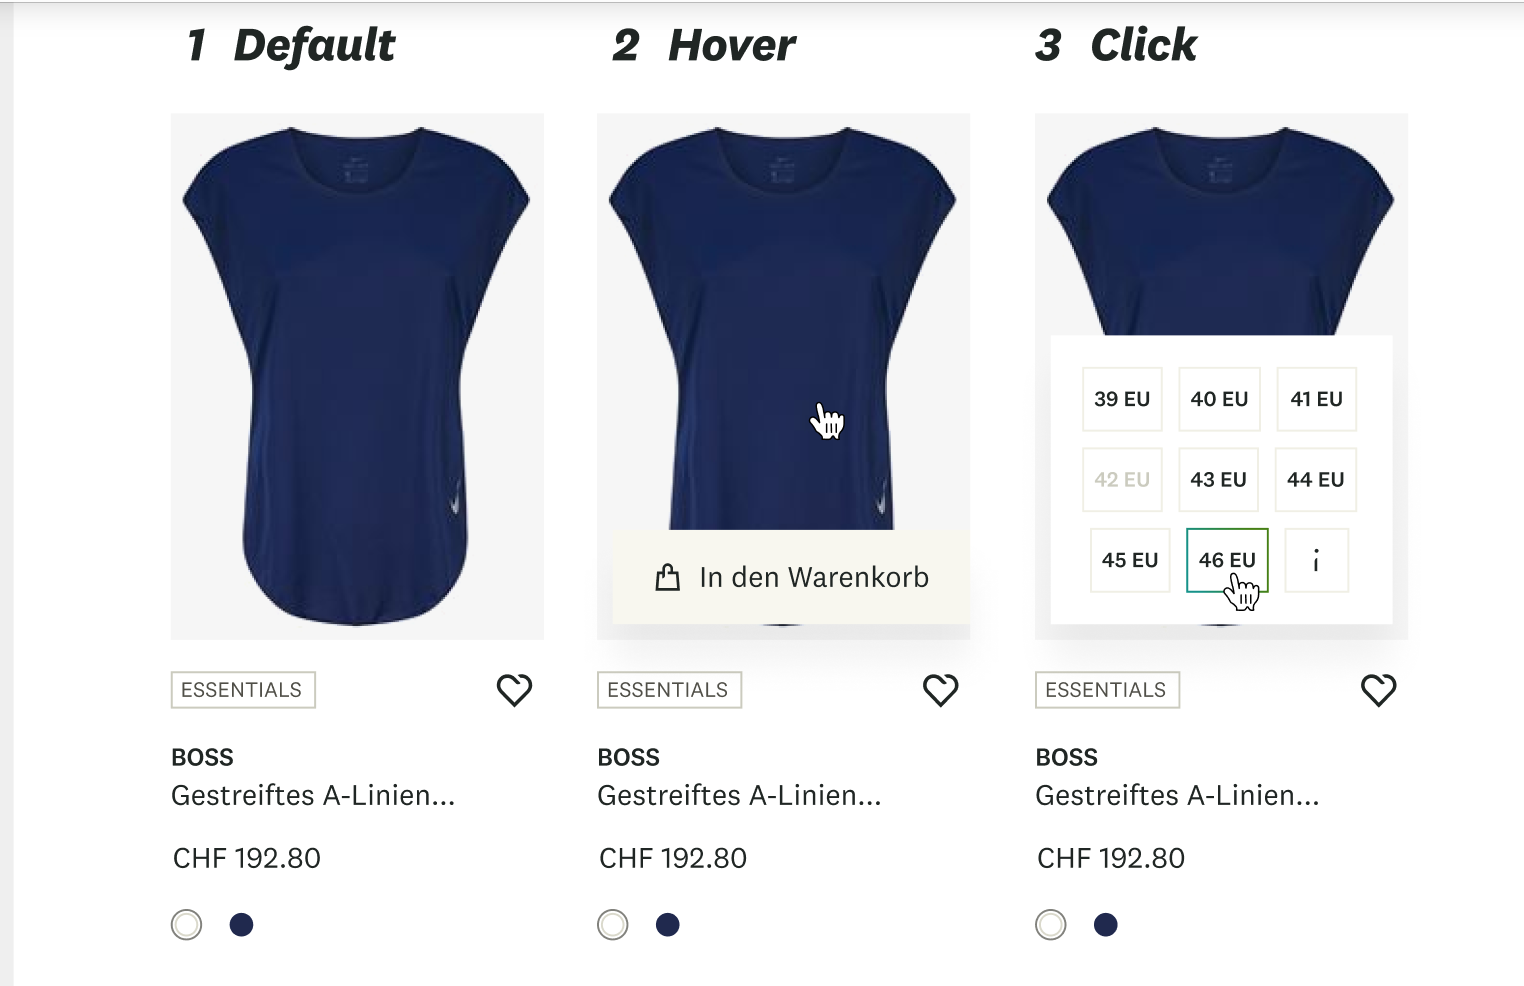 1 Default
2 Hover
3 Click
39 EU
40 EU
41 EU
42 EU
43 EU
44 EU
In den Warenkorb
45 EU
46 EU
i
ESSENTIALS
ESSENTIALS
ESSENTIALS
BOSS
Gestreiftes A-Linien...
CHF 192.80
BOSS
Gestreiftes A-Linien...
CHF 192.80
BOSS
Gestreiftes A-Linien...
CHF 192.80